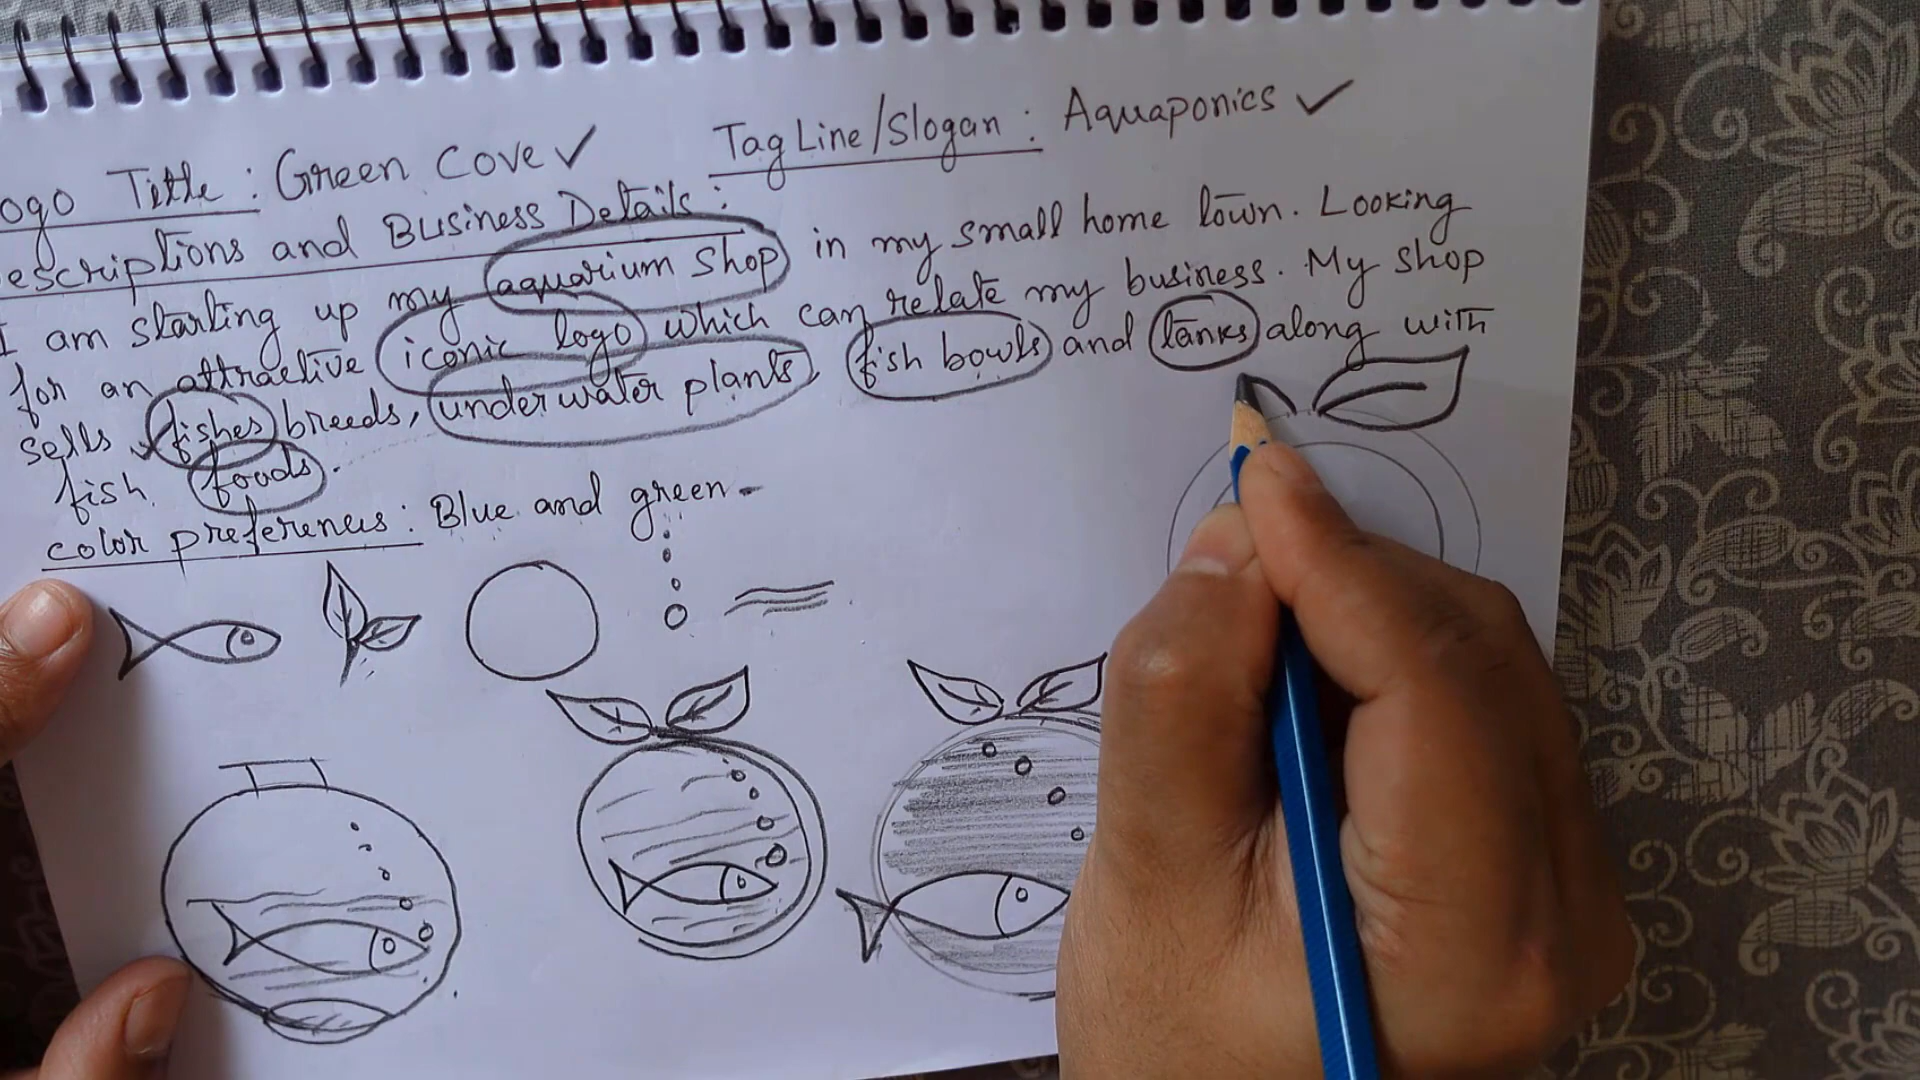 ogo Title : Green Cove ✓ Tag Line/Slogan : Aquaponics ✓
escriptions and Business Details :
I am starting up my aquarium shop in my small home town. Looking
for an attractive iconic logo which can relate my business. My shop
sells fishes breeds, underwater plants, fish bowls and tanks along with
fish foods.
color preferences : Blue and green